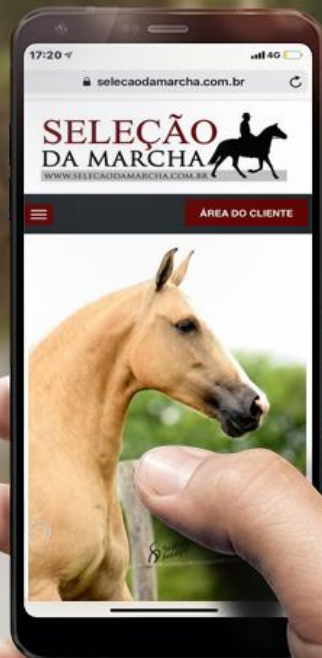 17:20
4G
selecaodamarcha.com.br
SELEÇÃO
DA MARCHA
WWW.SELECAODAMARCHA.COM.BR
ÁREA DO CLIENTE